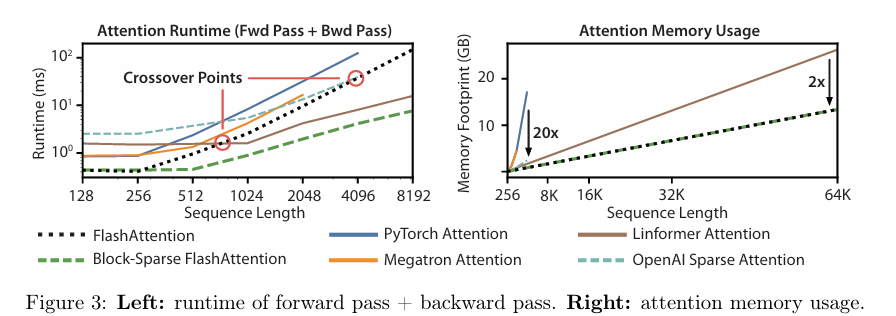 Attention Runtime (Fwd Pass + Bwd Pass)
Runtime (ms)
10²
10¹
10⁰
Crossover Points
128 256 512 1024 2048 4096 8192
Sequence Length
Attention Memory Usage
Memory Footprint (GB)
20
10
20x
2x
256 8K 16K 32K 64K
Sequence Length
FlashAttention
PyTorch Attention
Linformer Attention
Block-Sparse FlashAttention
Megatron Attention
OpenAI Sparse Attention
Figure 3: Left: runtime of forward pass + backward pass. Right: attention memory usage.